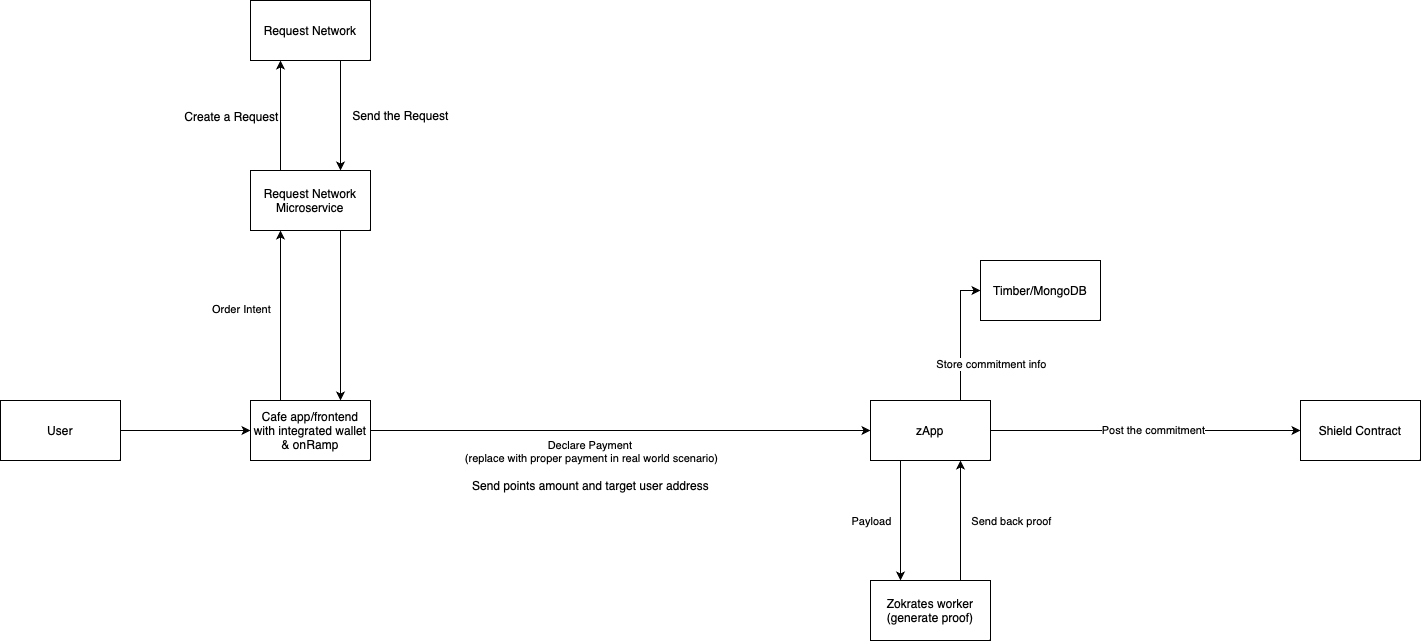 Request Network
Create a Request
Send the Request
Request Network
Microservice
Order Intent
Timber/MongoDB
Store commitment info
User
Cafe app/frontend
with integrated wallet
& onRamp
Declare Payment
(replace with proper payment in real world scenario)
Send points amount and target user address
zApp
Post the commitment
Shield Contract
Payload
Send back proof
Zokrates worker
(generate proof)